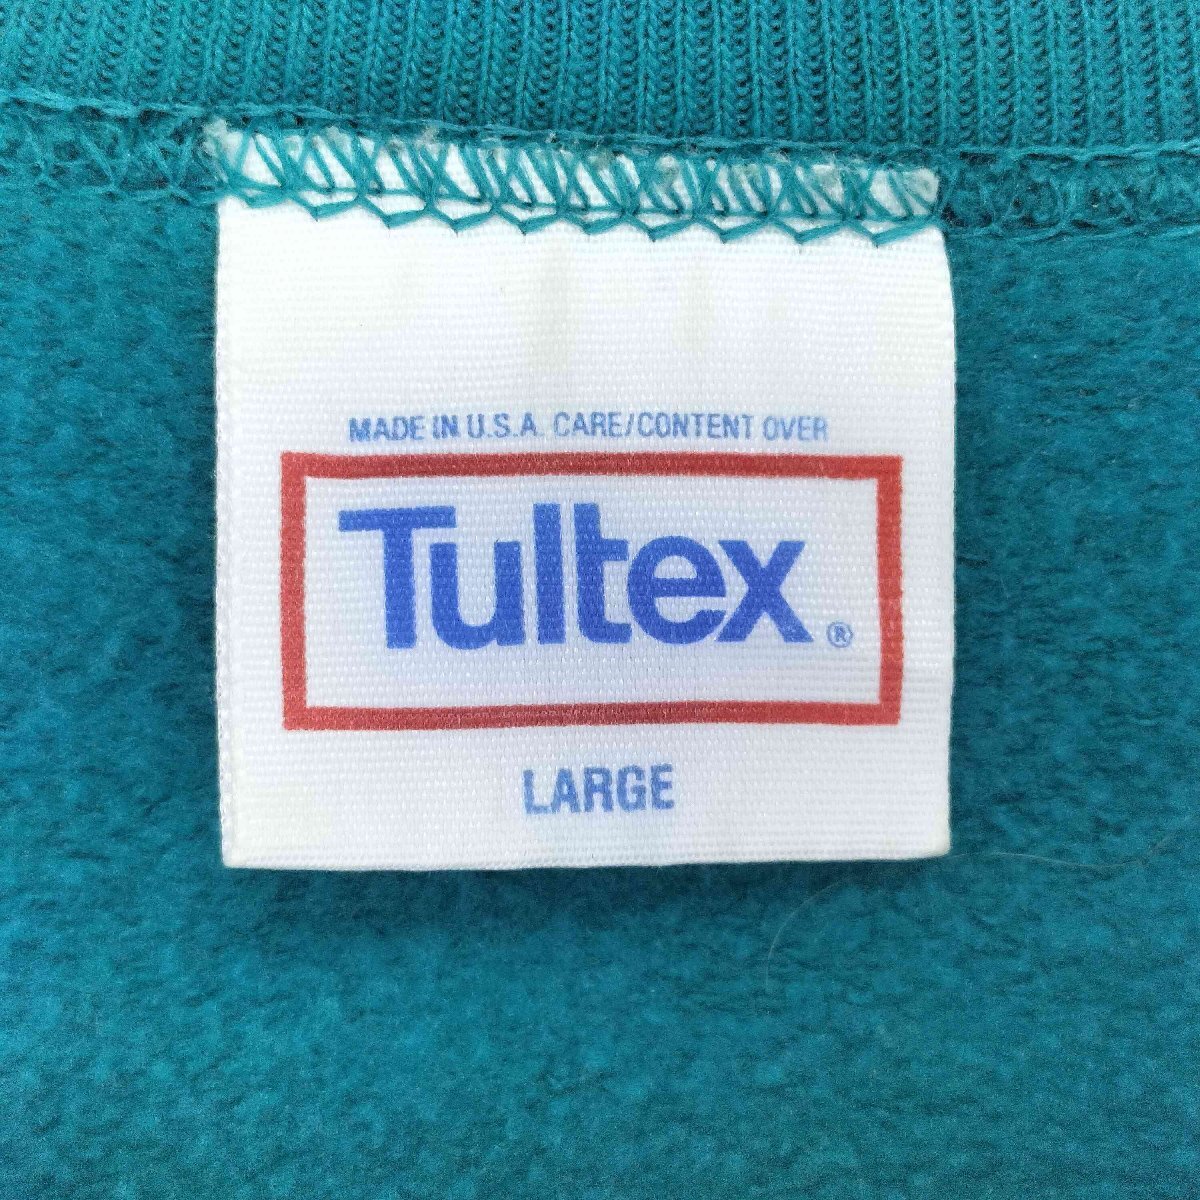 MADE IN U.S.A. CARE/CONTENT OVER
Tultex®
LARGE